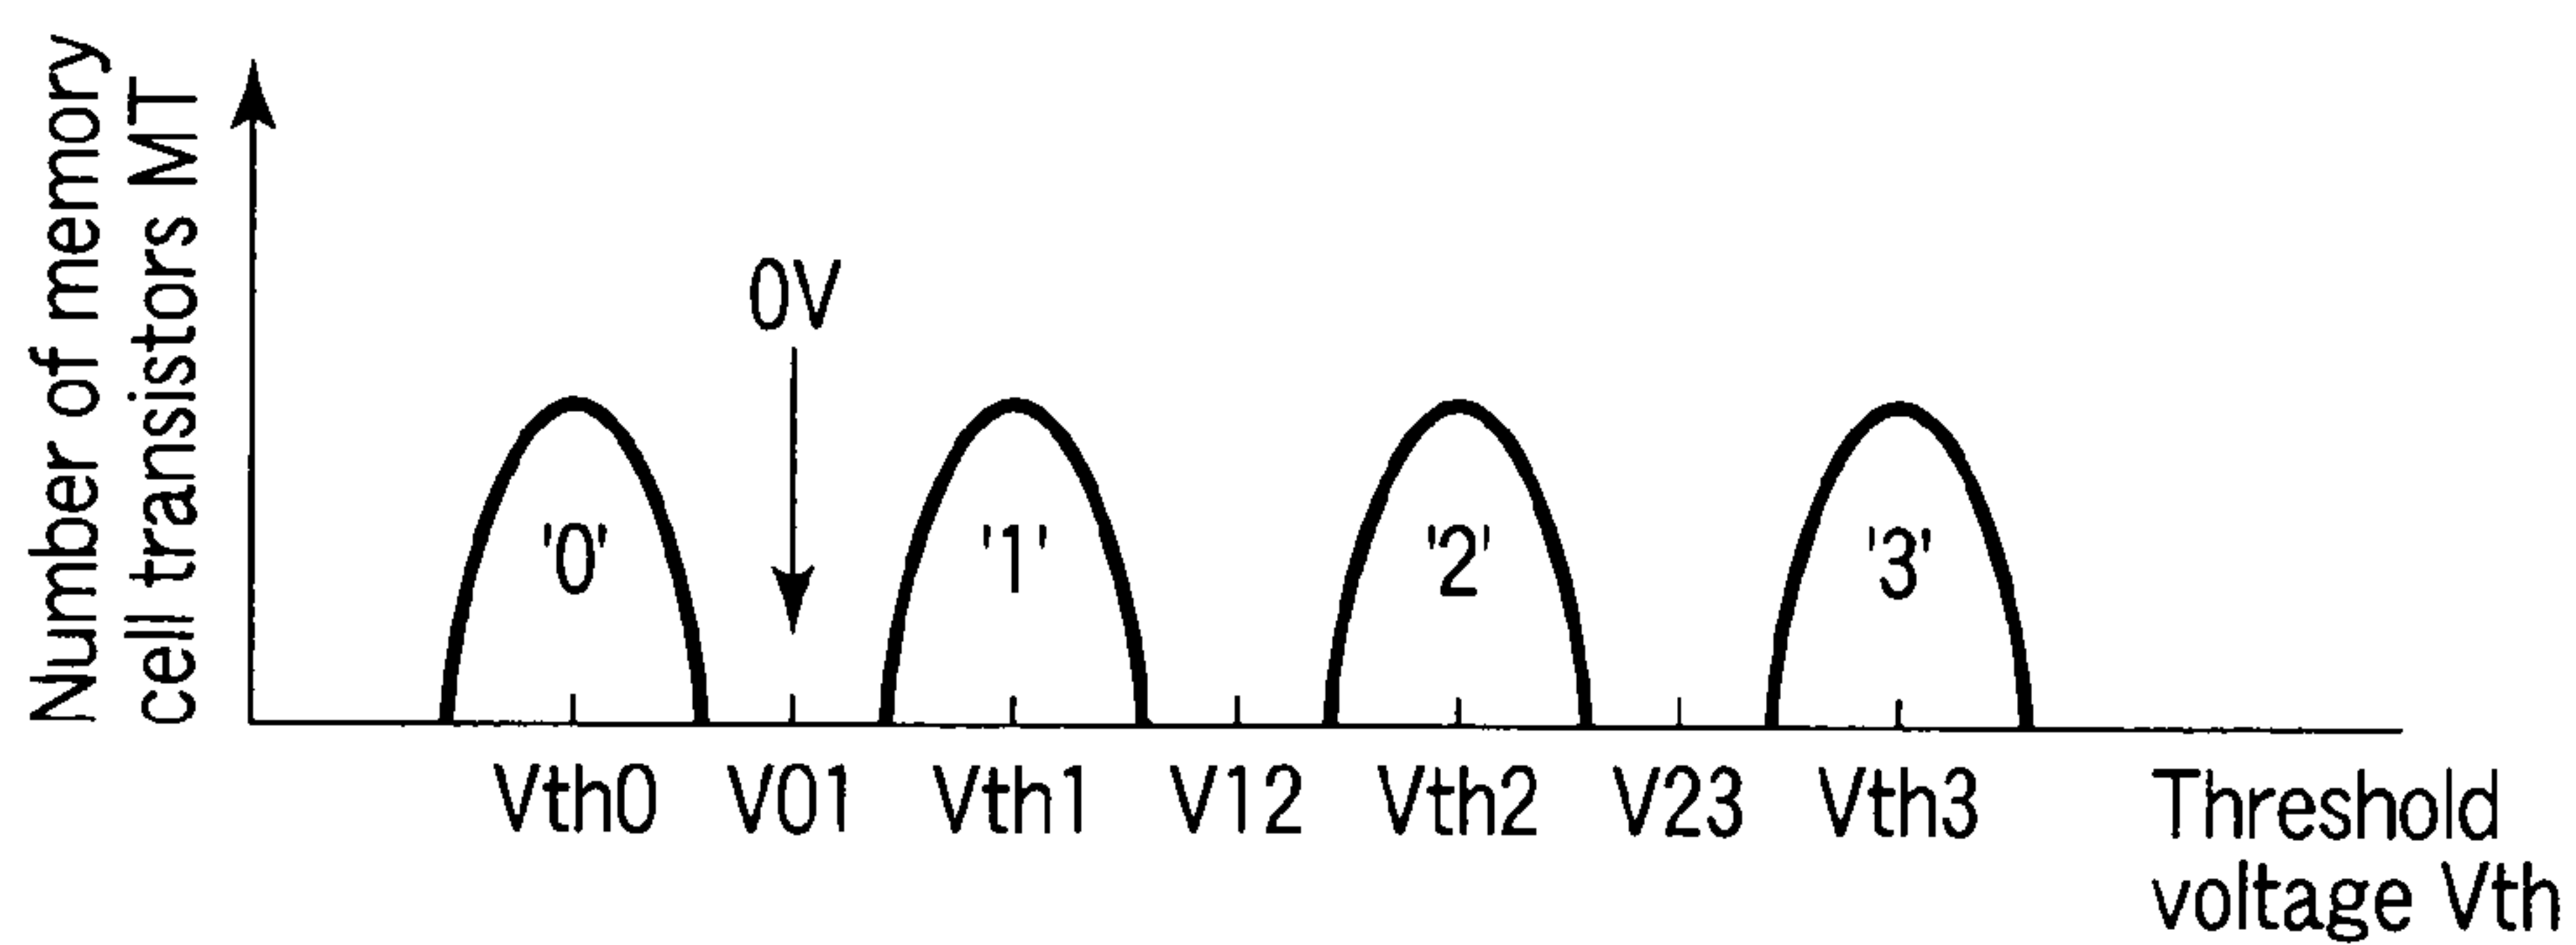 Number of memory
cell transistors MT
0V
'0' '1' '2' '3'
Vth0 V01 Vth1 V12 Vth2 V23 Vth3
Threshold
voltage Vth